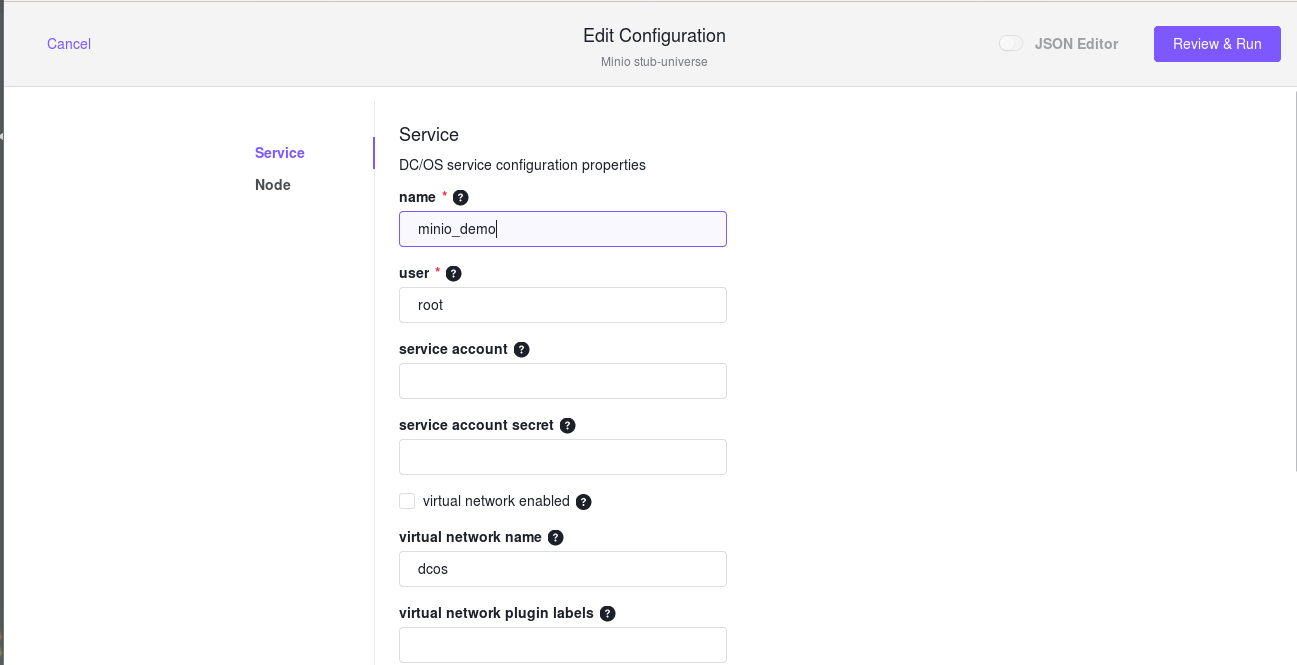 Cancel
Edit Configuration
Minio stub-universe
JSON Editor
Review & Run
Service
Node
Service
DC/OS service configuration properties
name * ?
minio_demo
user * ?
root
service account ?
service account secret ?
virtual network enabled ?
virtual network name ?
dcos
virtual network plugin labels ?